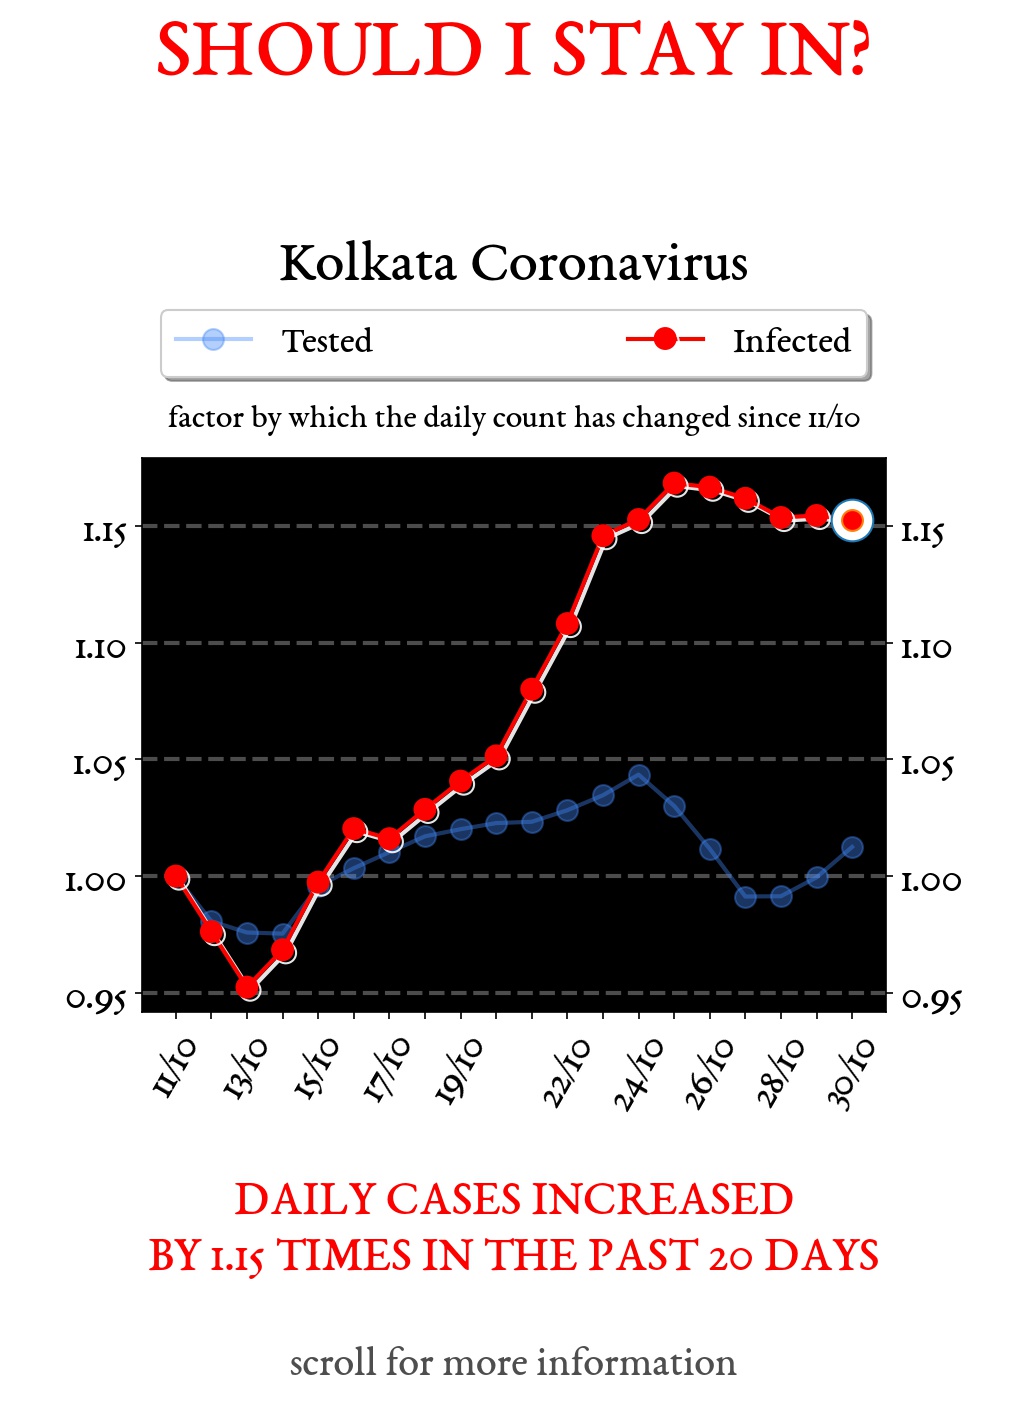 SHOULD I STAY IN?
Kolkata Coronavirus
Tested Infected
factor by which the daily count has changed since 11/10
1.15 1.15
1.10 1.10
1.05 1.05
1.00 1.00
0.95 0.95
11/10 13/10 15/10 17/10 19/10 22/10 24/10 26/10 28/10 30/10
DAILY CASES INCREASED
BY 1.15 TIMES IN THE PAST 20 DAYS
scroll for more information